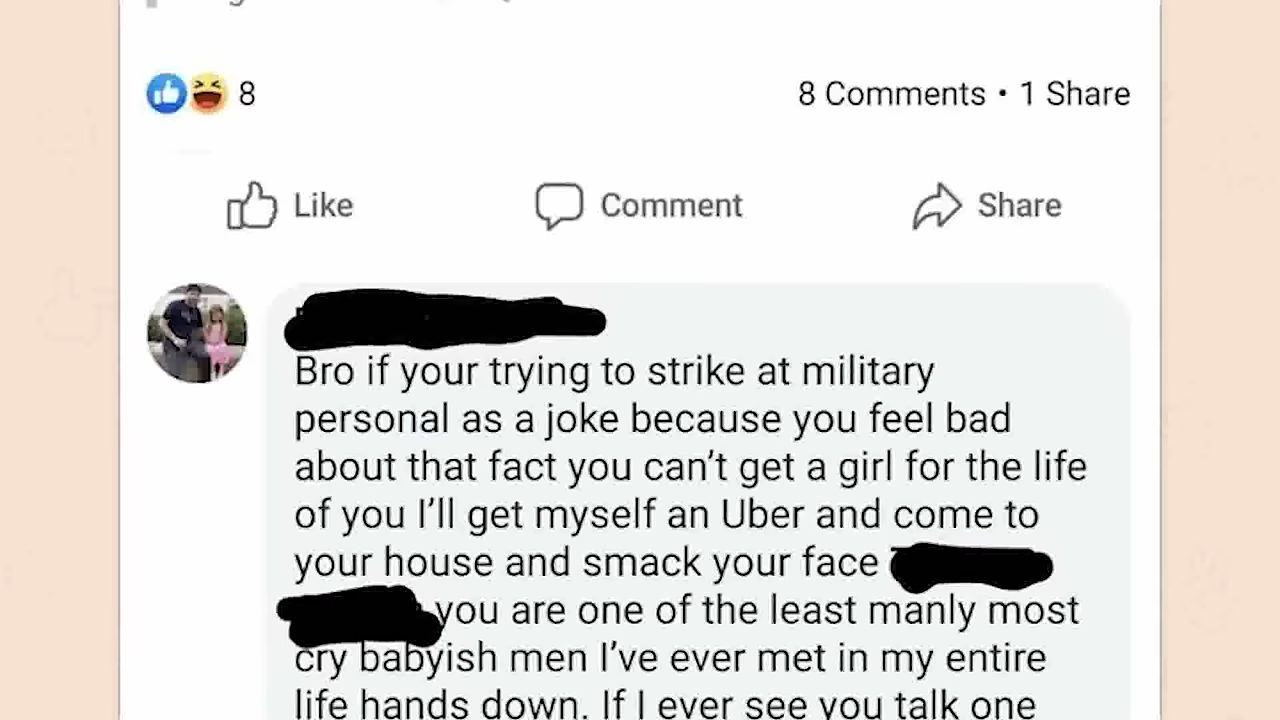 8
8 Comments • 1 Share
Like
Comment
Share
Bro if your trying to strike at military
personal as a joke because you feel bad
about that fact you can’t get a girl for the life
of you I’ll get myself an Uber and come to
your house and smack your face
you are one of the least manly most
cry babyish men I’ve ever met in my entire
life hands down. If I ever see you talk one